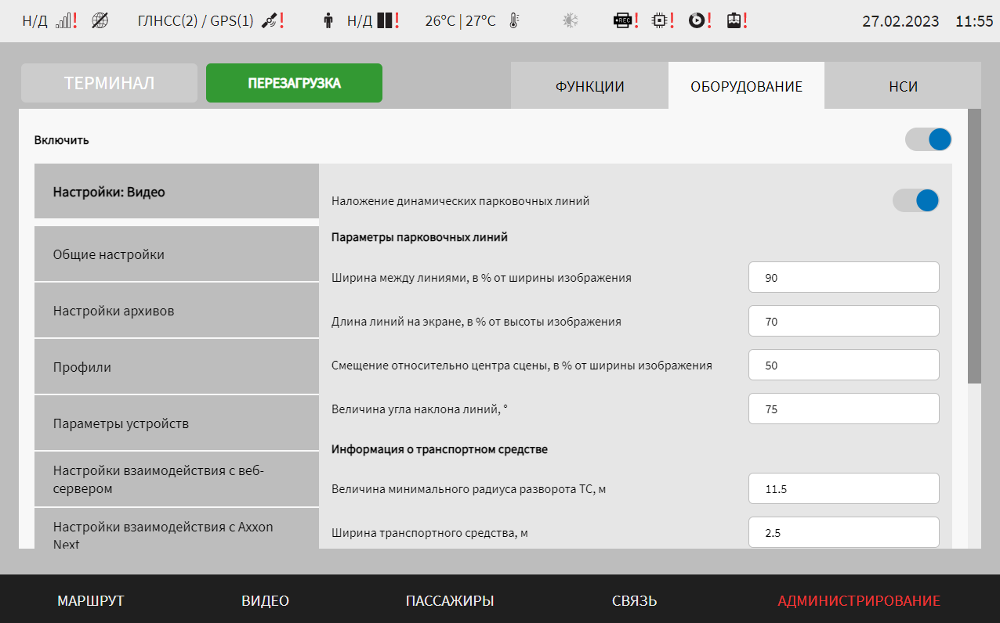 Н/Д ГЛНСС(2) / GPS(1) Н/Д 26°C | 27°C REC 27.02.2023 11:55
ТЕРМИНАЛ ПЕРЕЗАГРУЗКА ФУНКЦИИ ОБОРУДОВАНИЕ НСИ
Включить
Настройки: Видео
Общие настройки
Настройки архивов
Профили
Параметры устройств
Настройки взаимодействия с веб-
сервером
Настройки взаимодействия с Axxon
Next
Наложение динамических парковочных линий
Параметры парковочных линий
Ширина между линиями, в % от ширины изображения 90
Длина линий на экране, в % от высоты изображения 70
Смещение относительно центра сцены, в % от ширины изображения 50
Величина угла наклона линий, ° 75
Информация о транспортном средстве
Величина минимального радиуса разворота ТС, м 11.5
Ширина транспортного средства, м 2.5
МАРШРУТ ВИДЕО ПАССАЖИРЫ СВЯЗЬ АДМИНИСТРИРОВАНИЕ